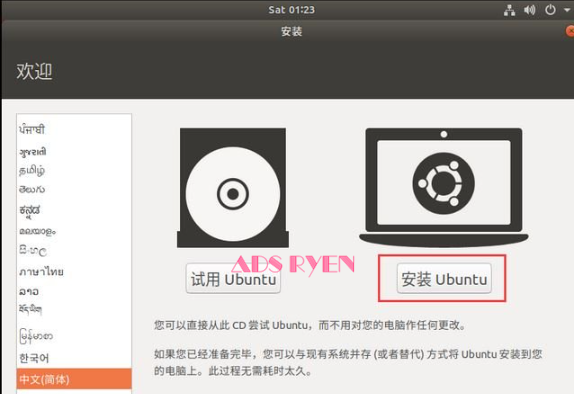 Sat 01:23
安装
欢迎
ਪੰਜਾਬੀ
ગુજરાતી
தமிழ்
తెలుగు
ಕನ್ನಡ
മലയാളം
සිංහල
ภาษาไทย
ລາວ
རྫོང་ཁ
မြန်မာစာ
한국어
中文(简体)
试用 Ubuntu
ADS RYEN
安装 Ubuntu
您可以直接从此 CD 尝试 Ubuntu，而不用对您的电脑作任何更改。
如果您已经准备完毕，您可以与现有系统并存 (或者替代) 方式将 Ubuntu 安装到您
的电脑上。此过程无需耗时太久。